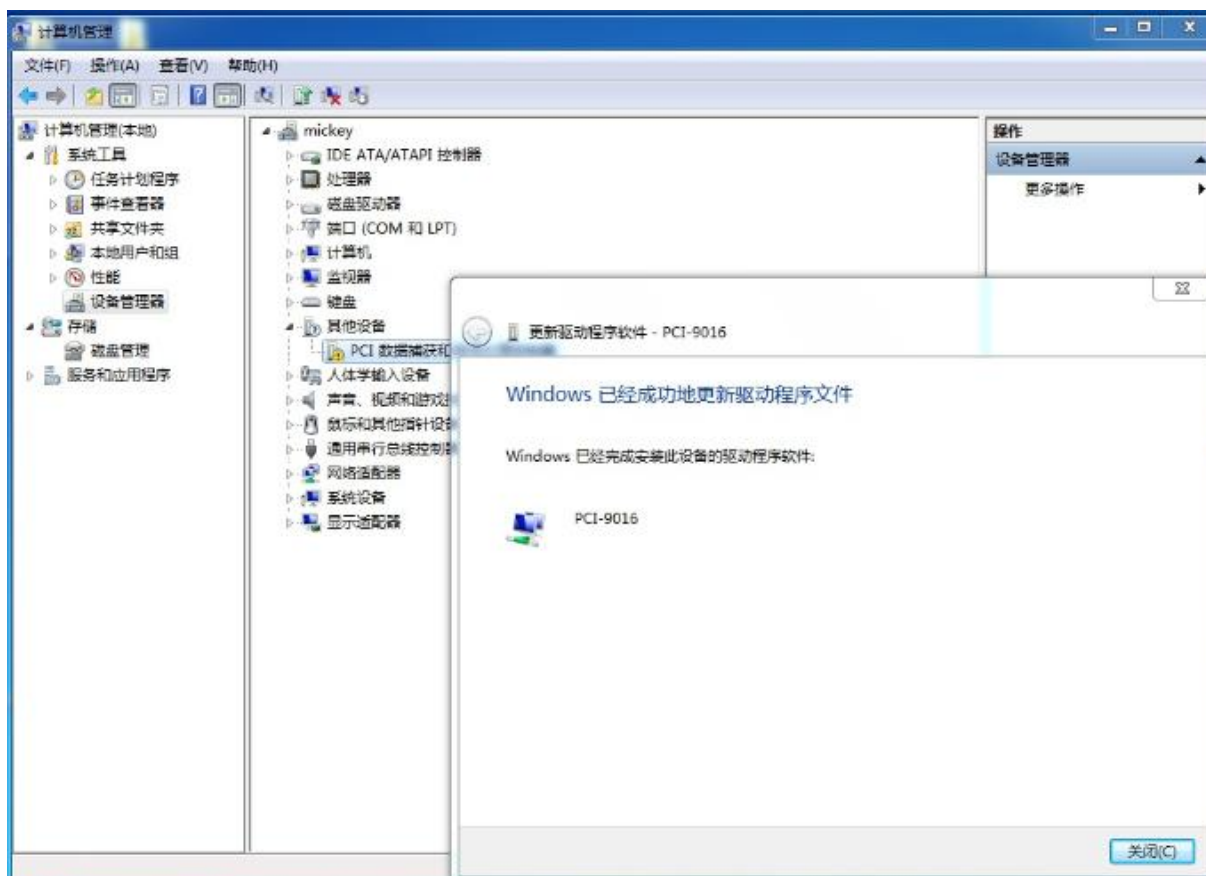 计算机管理
文件(F) 操作(A) 查看(V) 帮助(H)
计算机管理(本地)
系统工具
任务计划程序
事件查看器
共享文件夹
本地用户和组
性能
设备管理器
存储
磁盘管理
服务和应用程序
mickey
IDE ATA/ATAPI 控制器
处理器
磁盘驱动器
端口 (COM 和 LPT)
计算机
监视器
键盘
其他设备
PCI 数据捕获和
人体学输入设备
声音、视频和游戏
鼠标和其他指针设
通用串行总线控制
网络适配器
系统设备
显示适配器
操作
设备管理器
更多操作
更新驱动程序软件 - PCI-9016
Windows 已经成功地更新驱动程序文件
Windows 已经完成安装此设备的驱动程序软件:
PCI-9016
关闭(C)